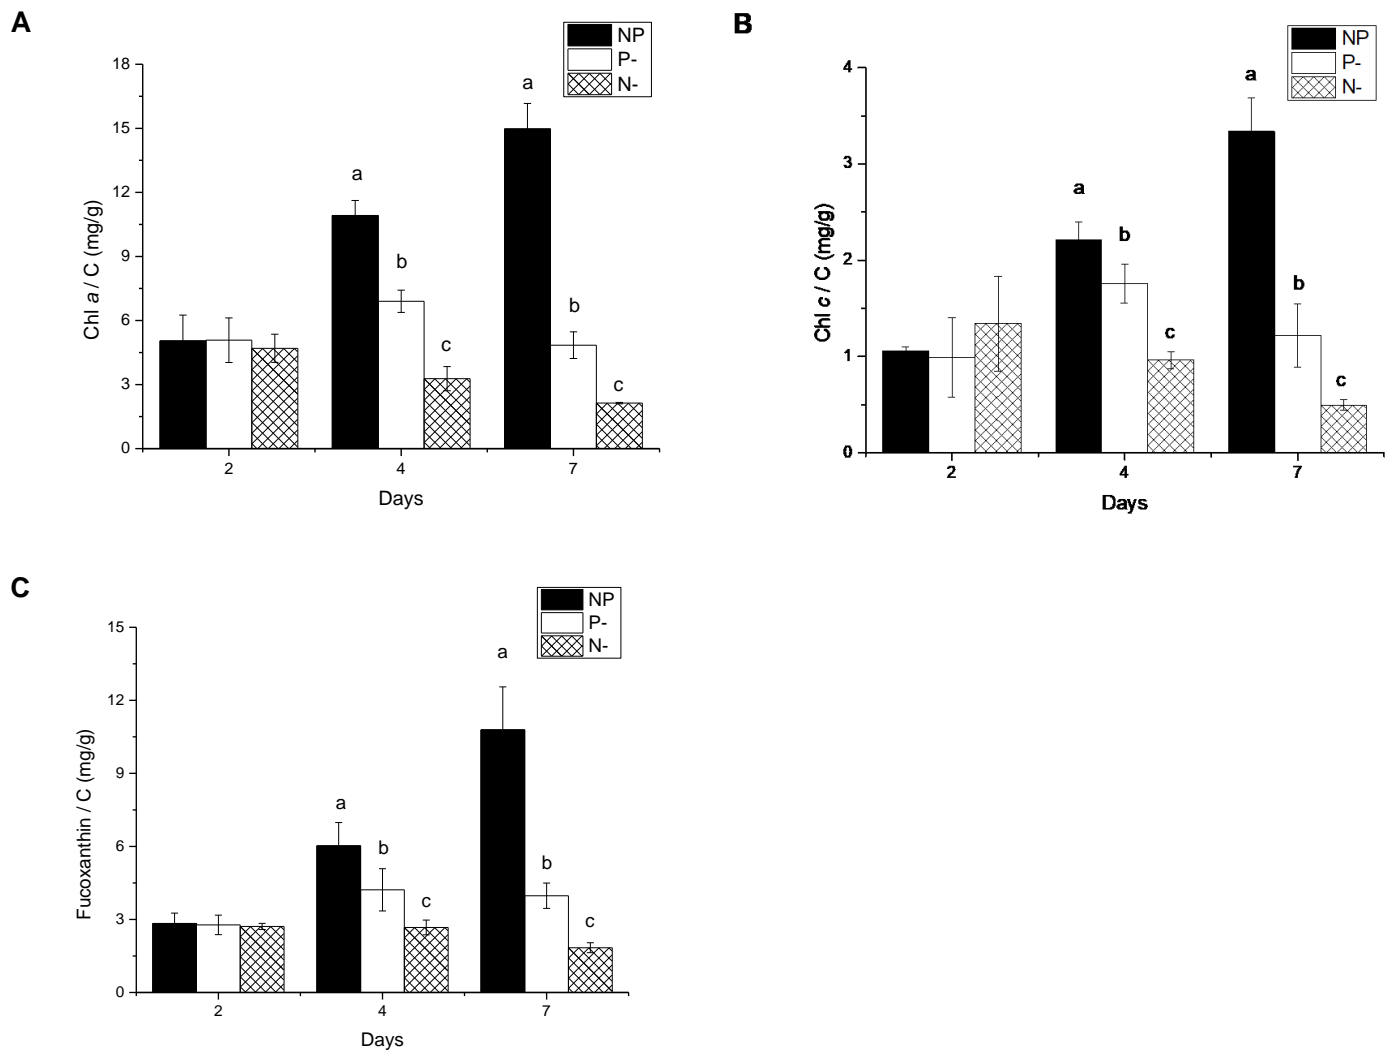 A
NP
P-
N-
18
15
12
9
6
3
0
Chl a / C (mg/g)
a
b
c
a
b
c
2
4
7
Days
B
NP
P-
N-
4
3
2
1
0
Chl c / C (mg/g)
a
b
c
a
b
c
2
4
7
Days
C
NP
P-
N-
15
12
9
6
3
0
Fucoxanthin / C (mg/g)
a
b
c
a
b
c
2
4
7
Days